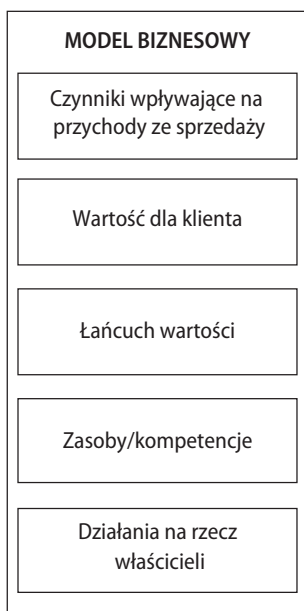 MODEL BIZNESOWY
Czynniki wpływające na
przychody ze sprzedaży
Wartość dla klienta
Łańcuch wartości
Zasoby/kompetencje
Działania na rzecz
właścicieli